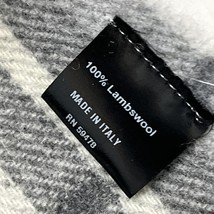 100% Lambswool
MADE IN ITALY
RN 59478